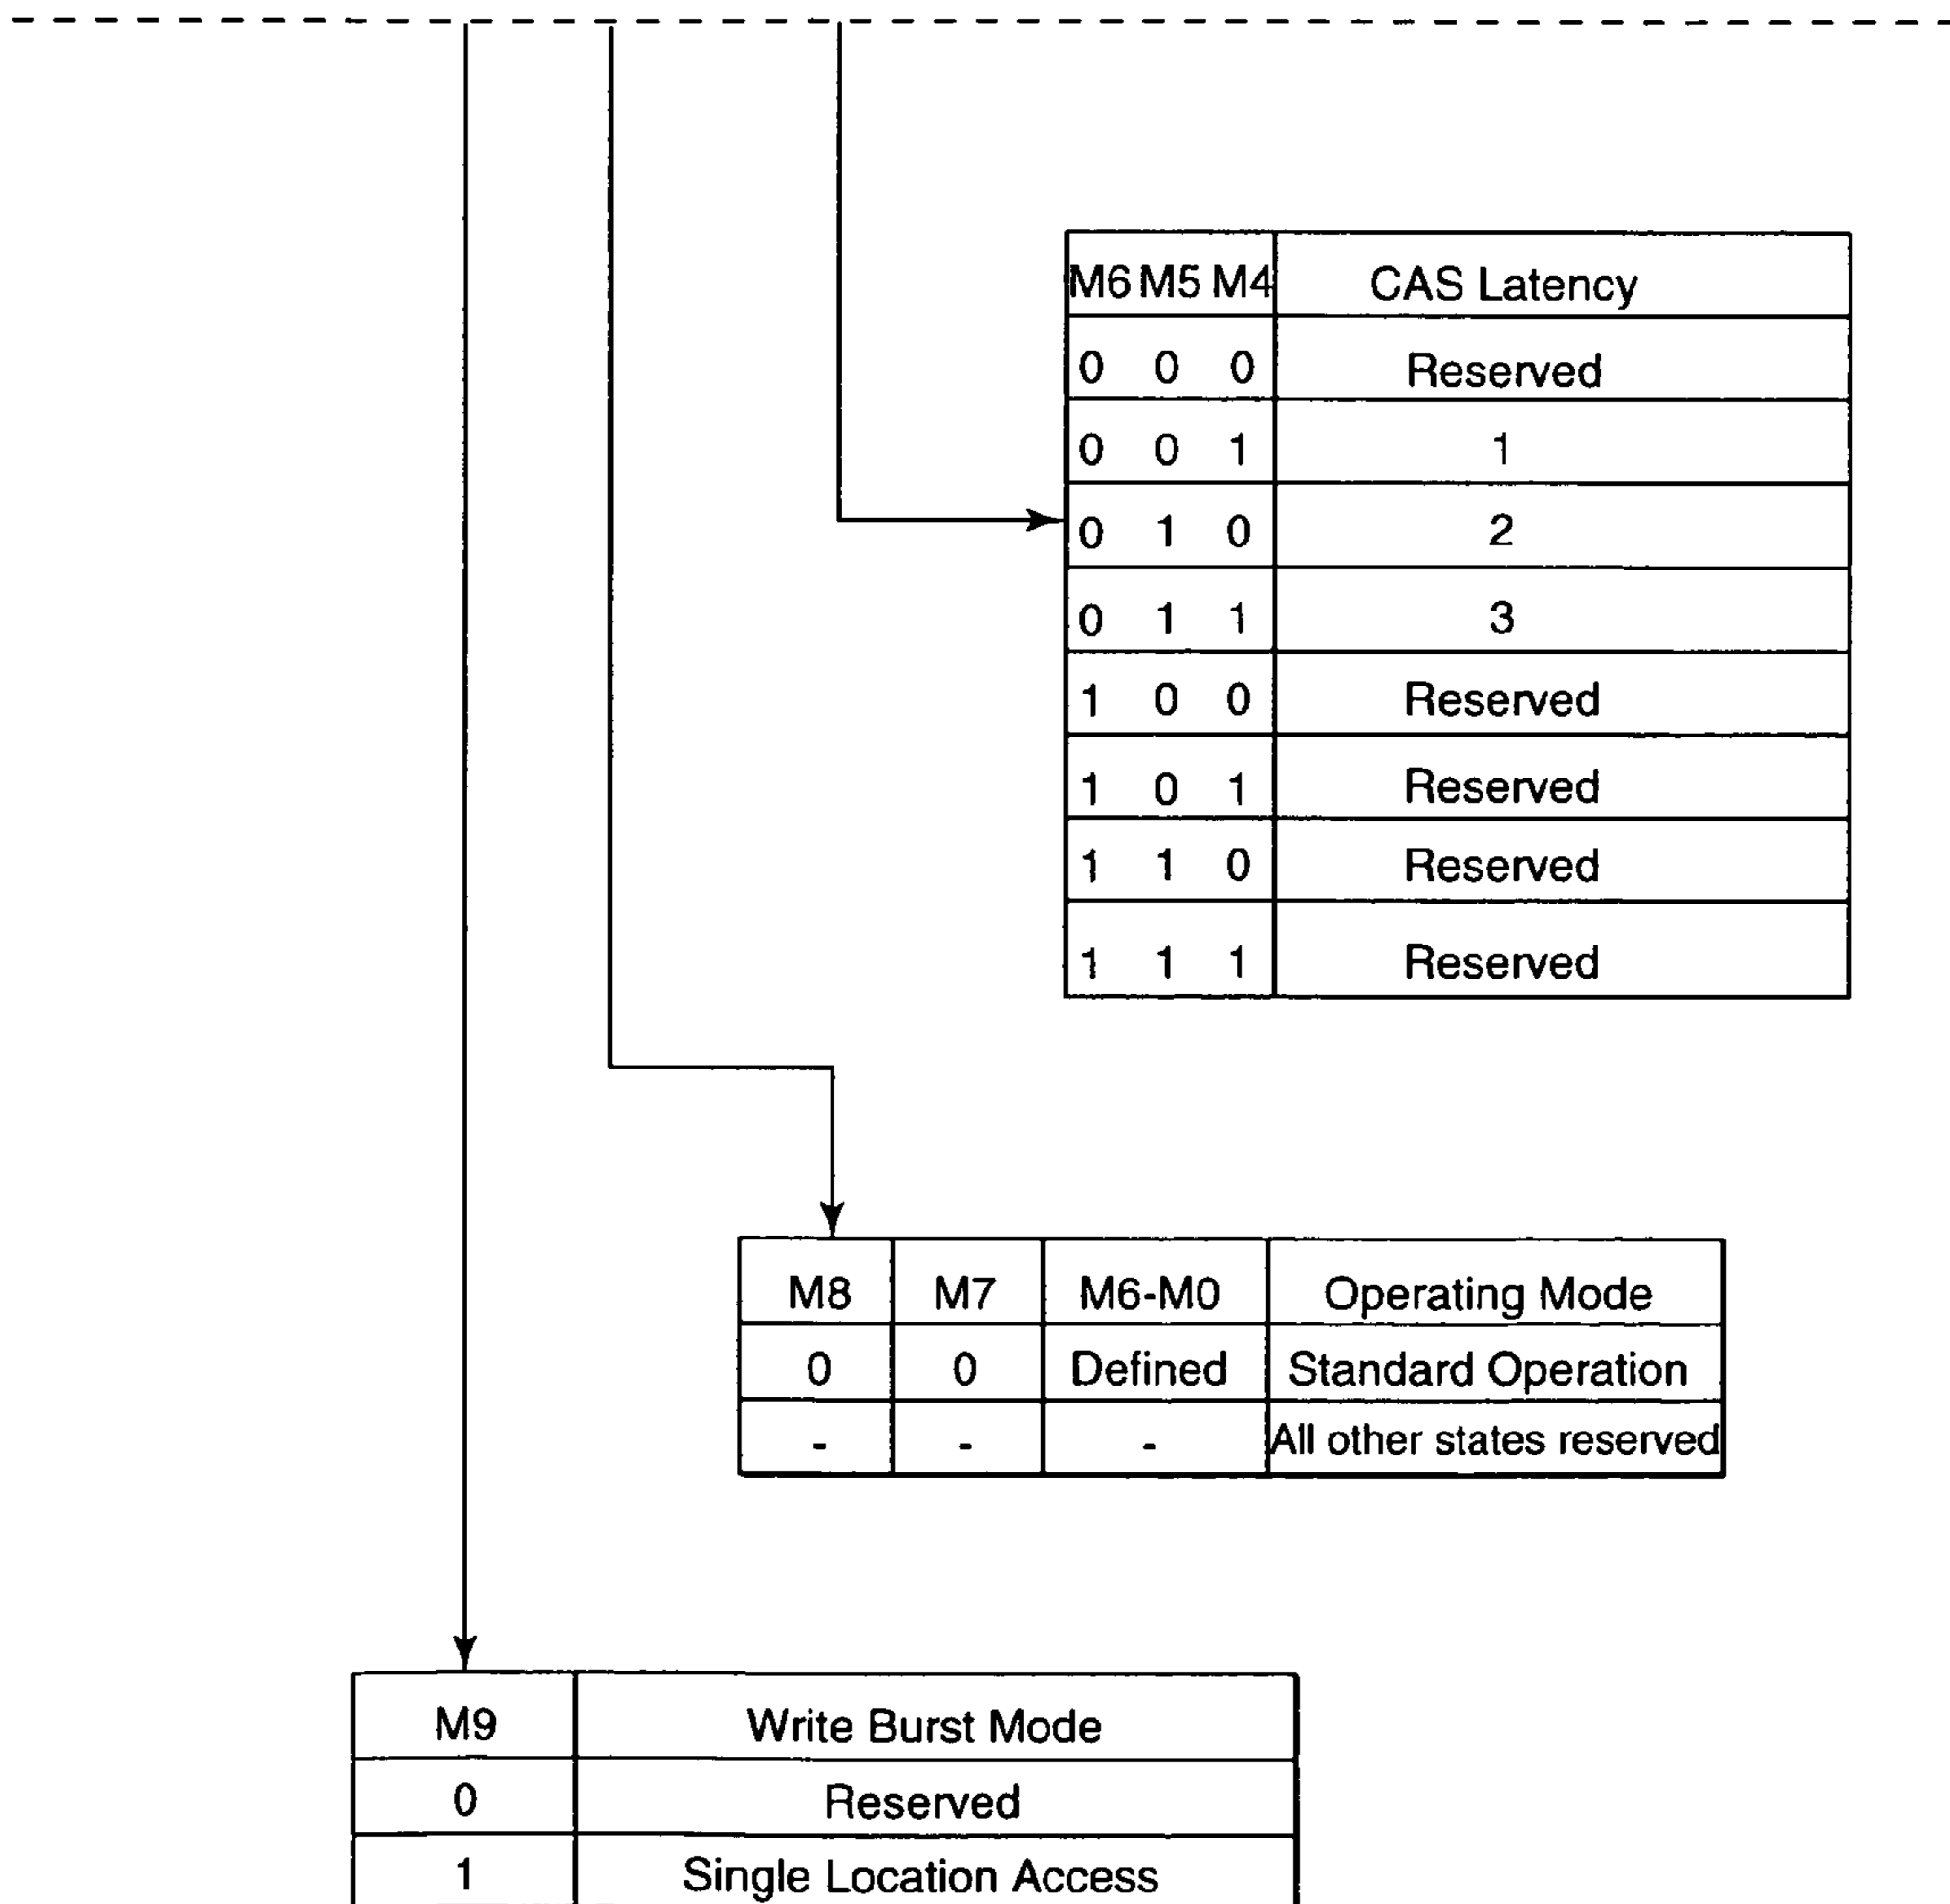 M6 M5 M4 CAS Latency
0 0 0 Reserved
0 0 1 1
0 1 0 2
0 1 1 3
1 0 0 Reserved
1 0 1 Reserved
1 1 0 Reserved
1 1 1 Reserved
M8 M7 M6-M0 Operating Mode
0 0 Defined Standard Operation
- - - All other states reserved
M9 Write Burst Mode
0 Reserved
1 Single Location Access